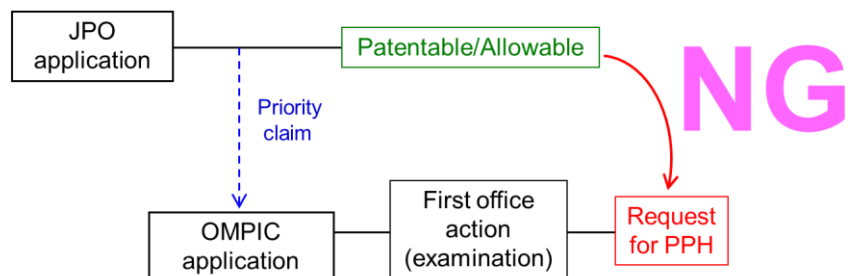 JPO
application
Patentable/Allowable
NG
Priority
claim
OMPIC
application
First office
action
(examination)
Request
for PPH